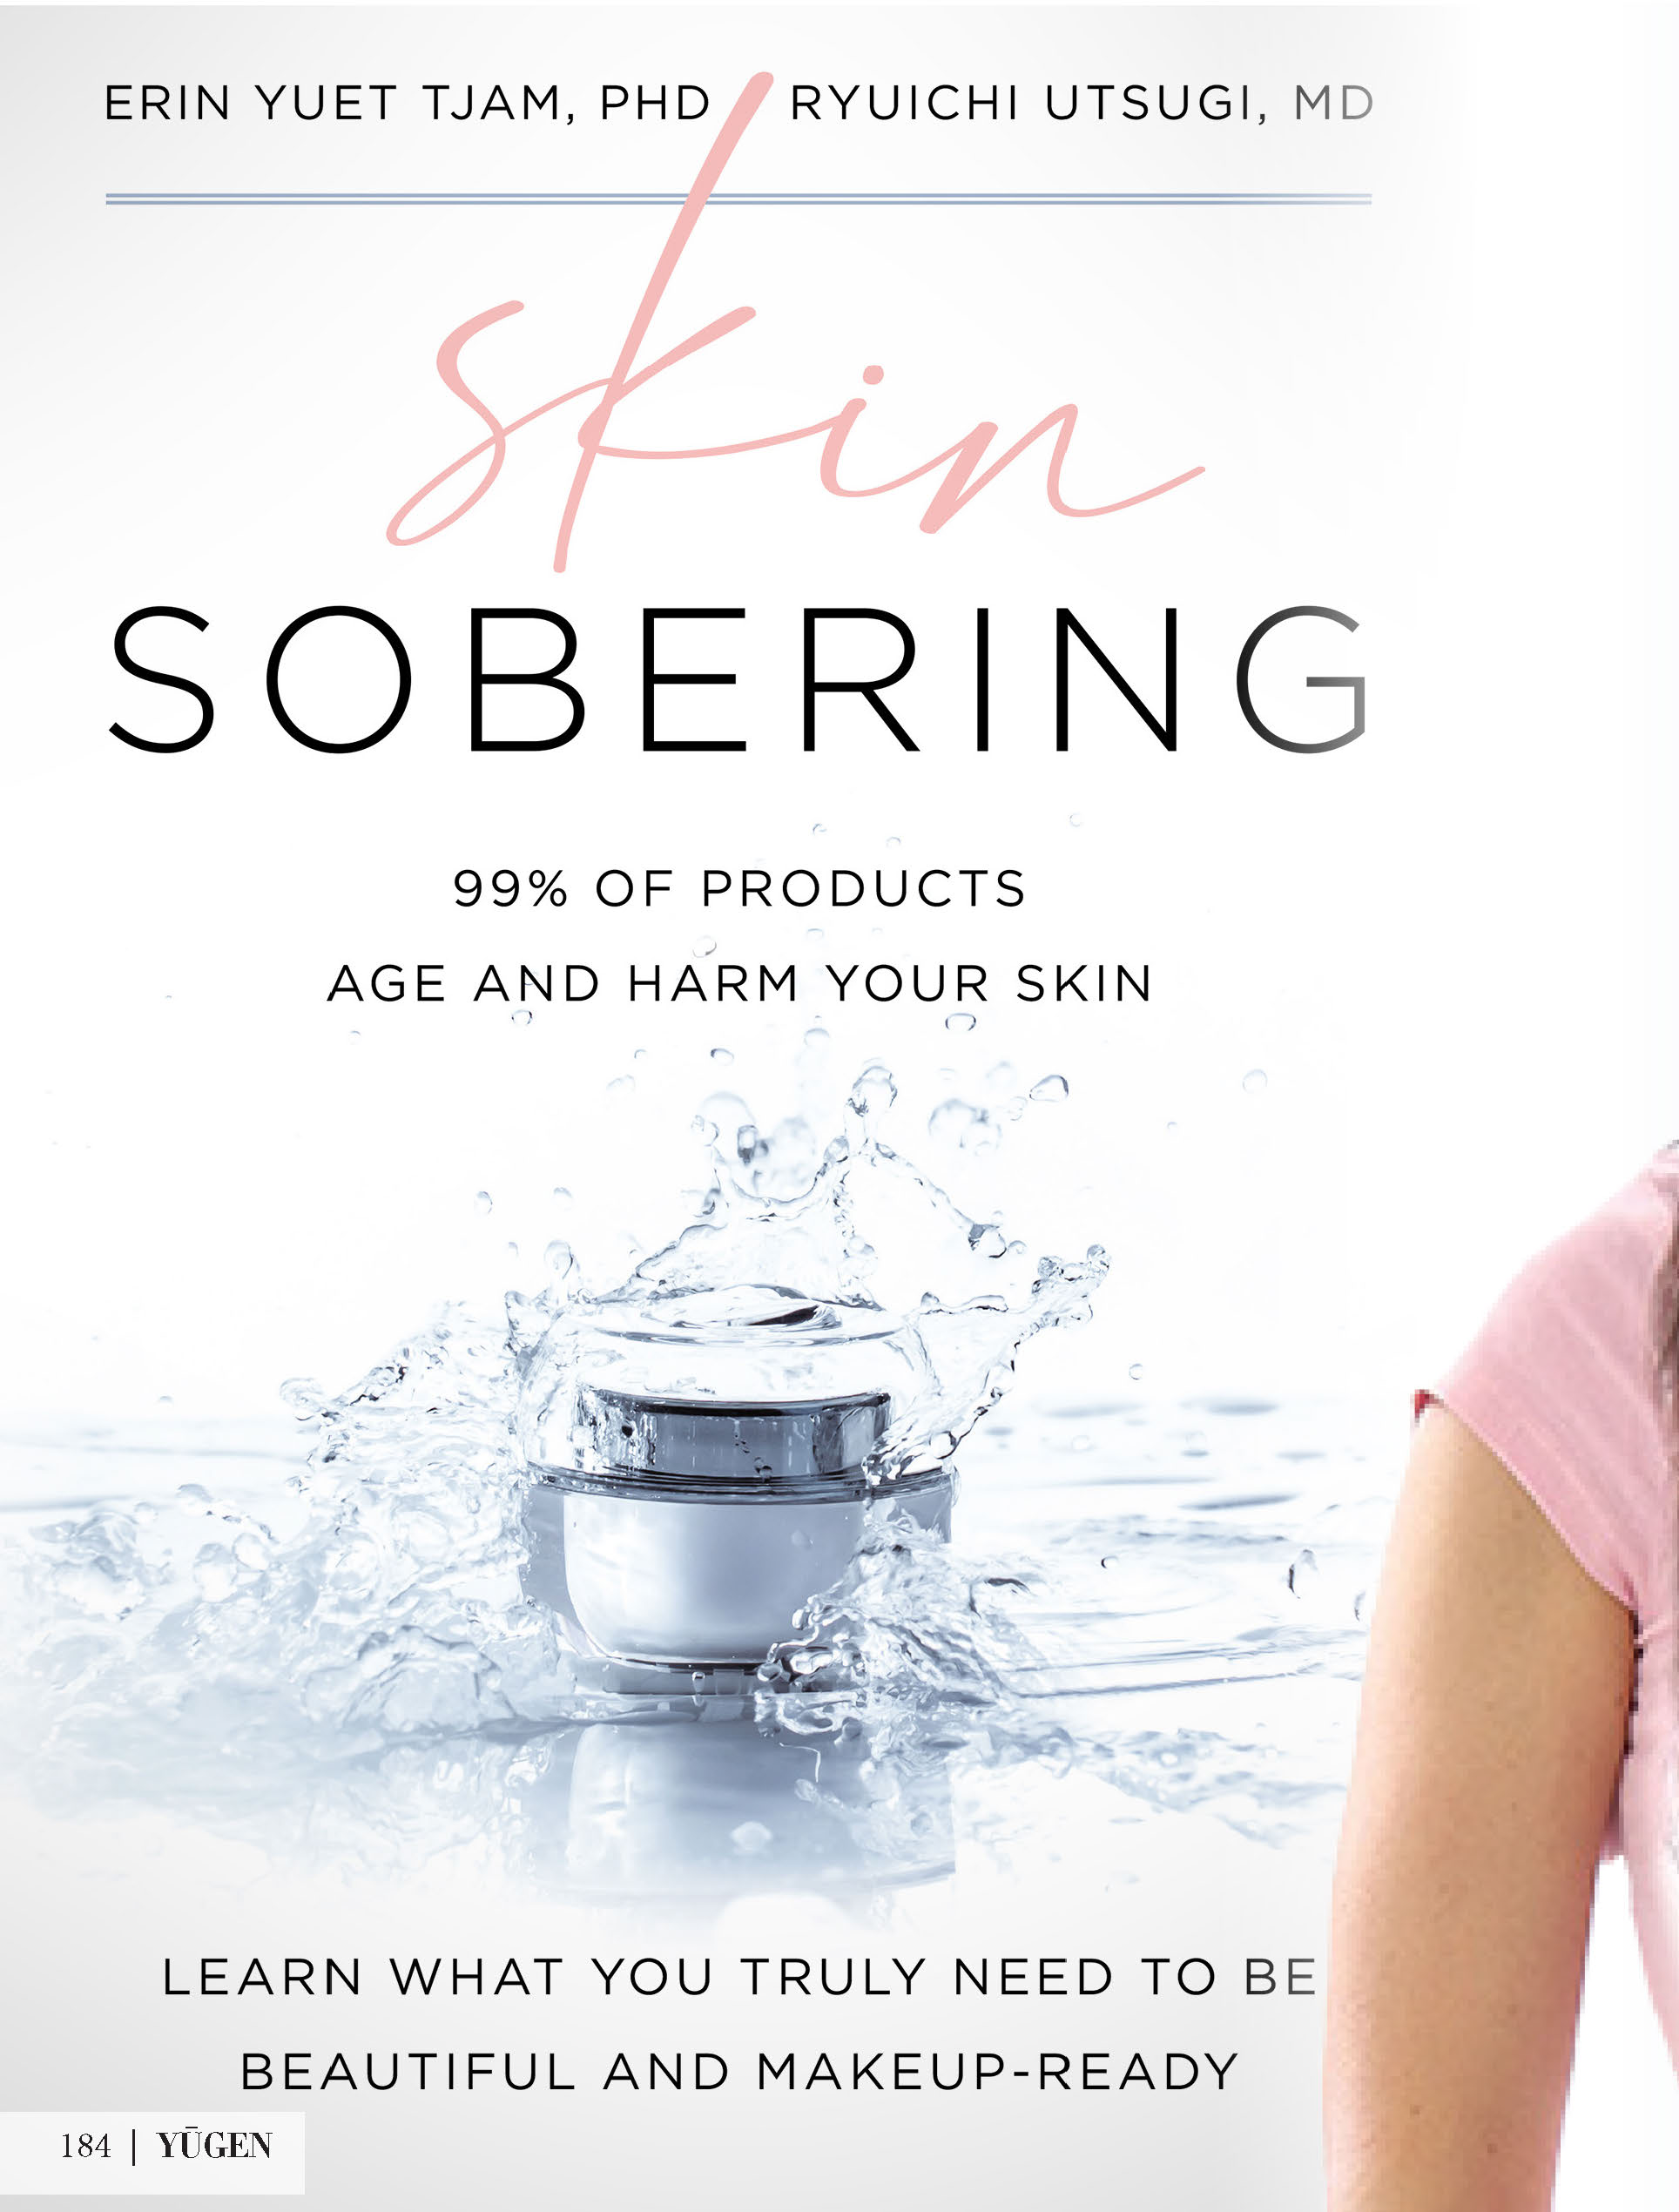 ERIN YUET TJAM, PHD RYUICHI UTSUGI, MD
skin
SOBERING
99% OF PRODUCTS
AGE AND HARM YOUR SKIN
LEARN WHAT YOU TRULY NEED TO BE
BEAUTIFUL AND MAKEUP-READY
184 | YŪGEN